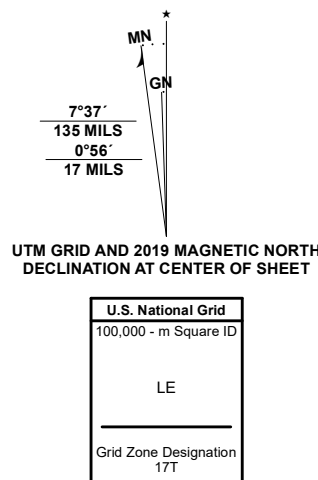 ★
MN
GN
7°37´
135 MILS
0°56´
17 MILS
UTM GRID AND 2019 MAGNETIC NORTH
DECLINATION AT CENTER OF SHEET
U.S. National Grid
100,000 - m Square ID
LE
Grid Zone Designation
17T